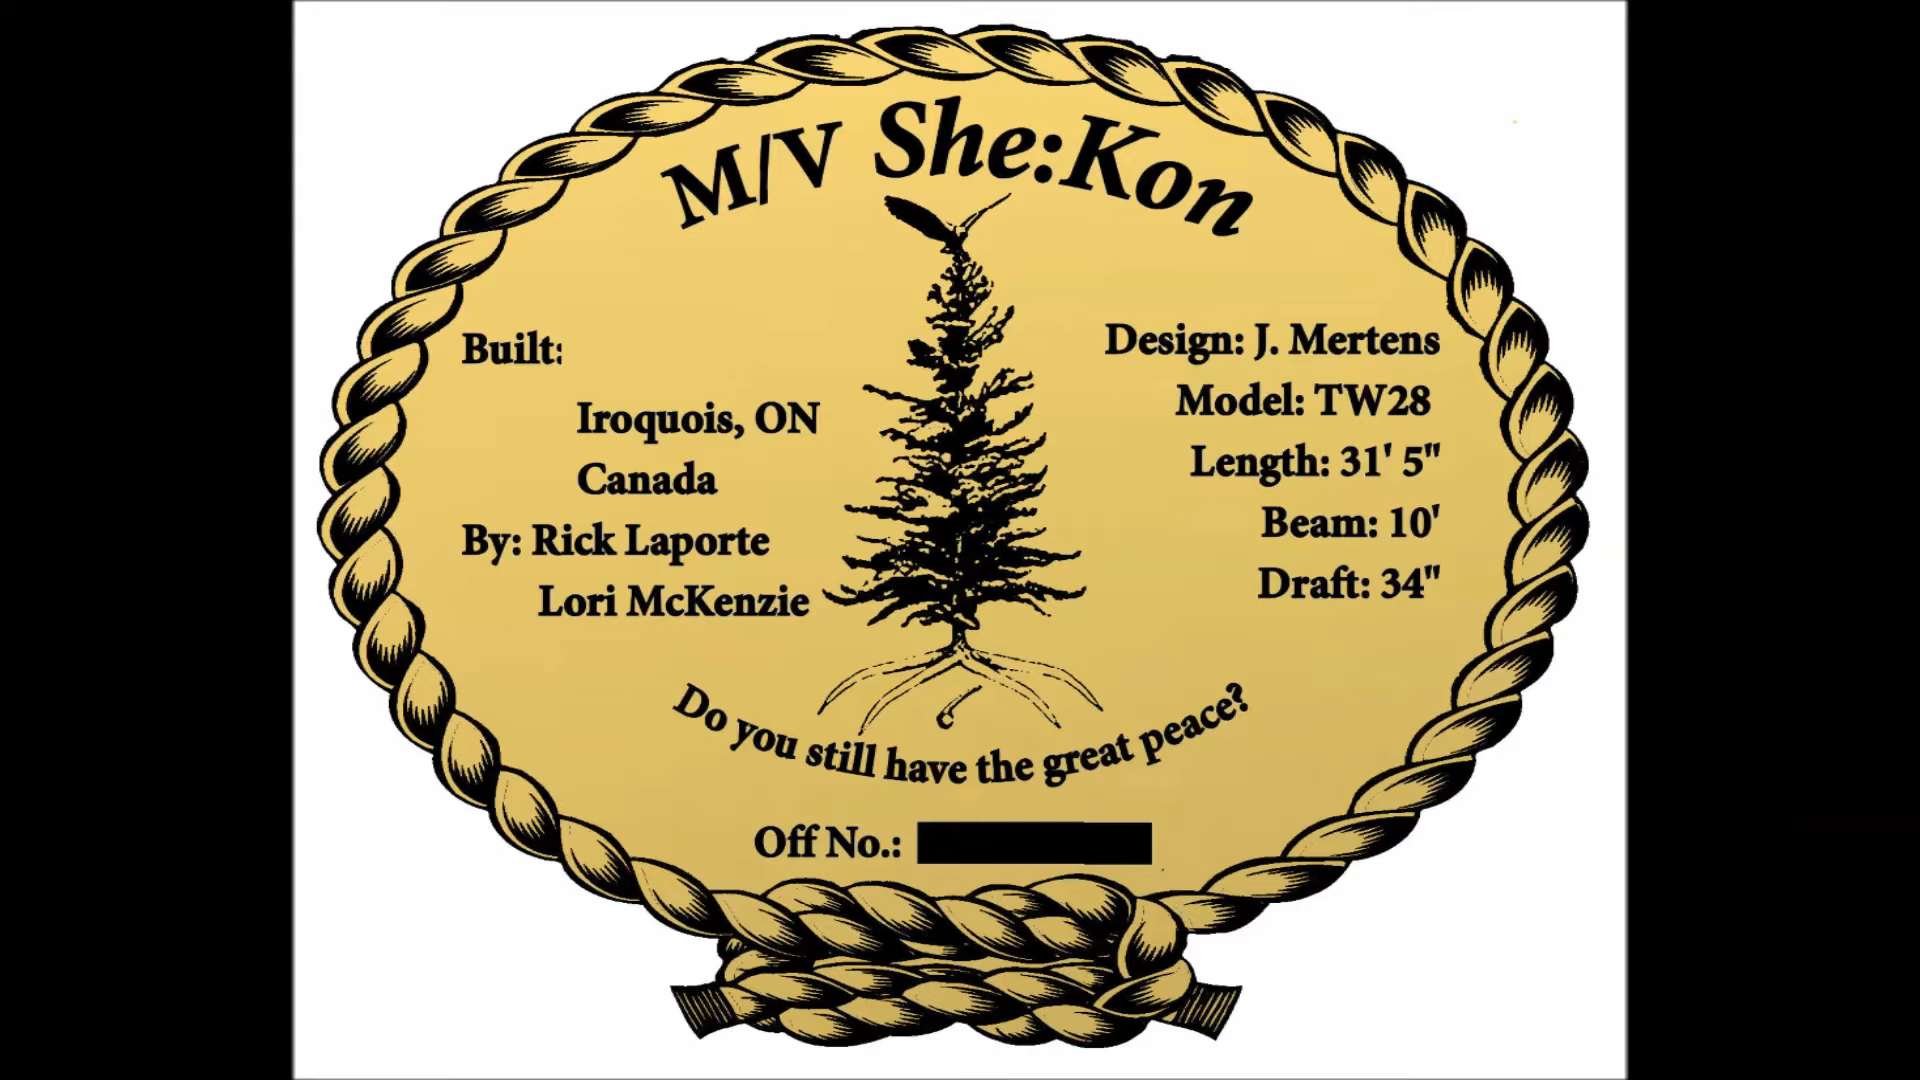 M/V She:Kon
Built:
Iroquois, ON
Canada
By: Rick Laporte
Lori McKenzie
Design: J. Mertens
Model: TW28
Length: 31' 5"
Beam: 10'
Draft: 34"
Do you still have the great peace?
Off No.: